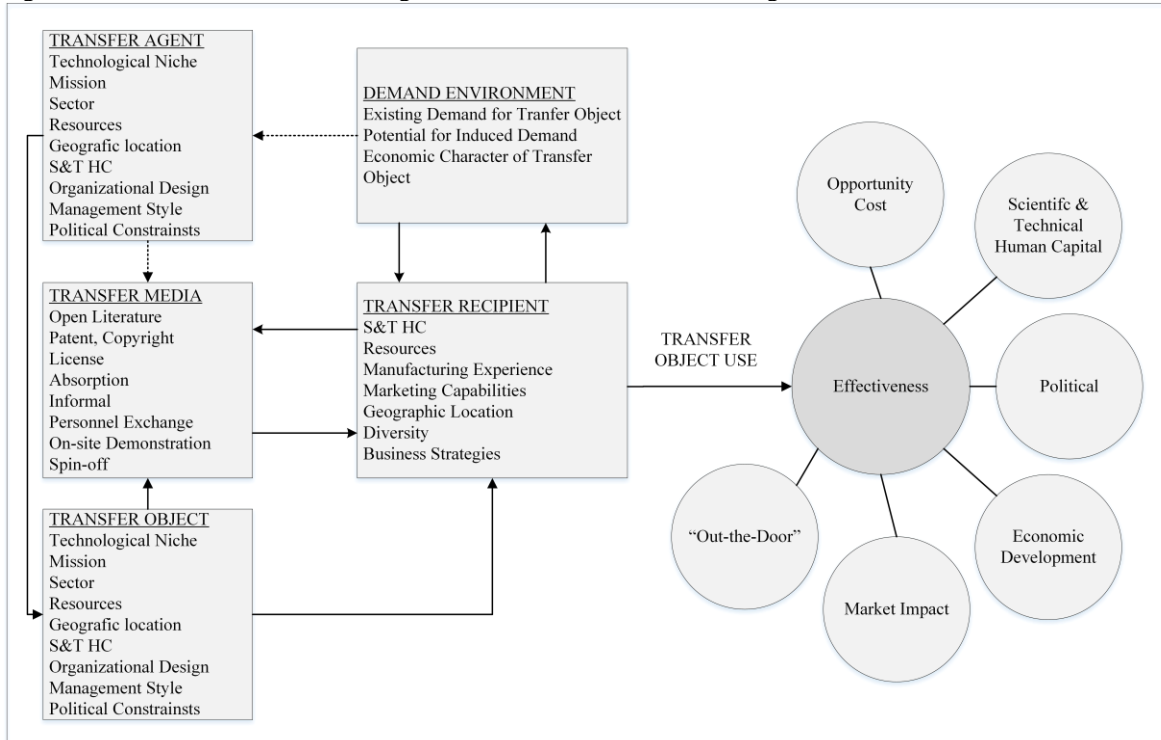 TRANSFER AGENT
Technological Niche
Mission
Sector
Resources
Geografic location
S&T HC
Organizational Design
Management Style
Political Constrainsts
DEMAND ENVIRONMENT
Existing Demand for Tranfer Object
Potential for Induced Demand
Economic Character of Transfer
Object
TRANSFER MEDIA
Open Literature
Patent, Copyright
License
Absorption
Informal
Personnel Exchange
On-site Demonstration
Spin-off
TRANSFER RECIPIENT
S&T HC
Resources
Manufacturing Experience
Marketing Capabilities
Geographic Location
Diversity
Business Strategies
TRANSFER OBJECT
Technological Niche
Mission
Sector
Resources
Geografic location
S&T HC
Organizational Design
Management Style
Political Constrainsts
TRANSFER
OBJECT USE
Effectiveness
Opportunity
Cost
Scientifc &
Technical
Human Capital
Political
Economic
Development
Market Impact
“Out-the-Door”